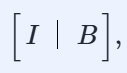 [ I | B ],